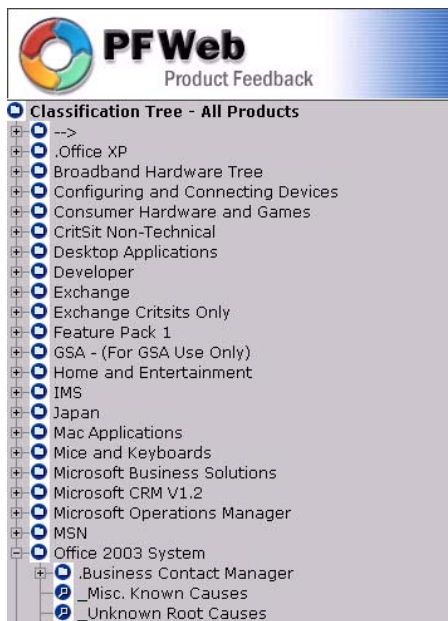 PFWeb
Product Feedback
Classification Tree - All Products
-->
.Office XP
Broadband Hardware Tree
Configuring and Connecting Devices
Consumer Hardware and Games
CritSit Non-Technical
Desktop Applications
Developer
Exchange
Exchange Critsits Only
Feature Pack 1
GSA - (For GSA Use Only)
Home and Entertainment
IMS
Japan
Mac Applications
Mice and Keyboards
Microsoft Business Solutions
Microsoft CRM V1.2
Microsoft Operations Manager
MSN
Office 2003 System
.Business Contact Manager
_Misc. Known Causes
_Unknown Root Causes